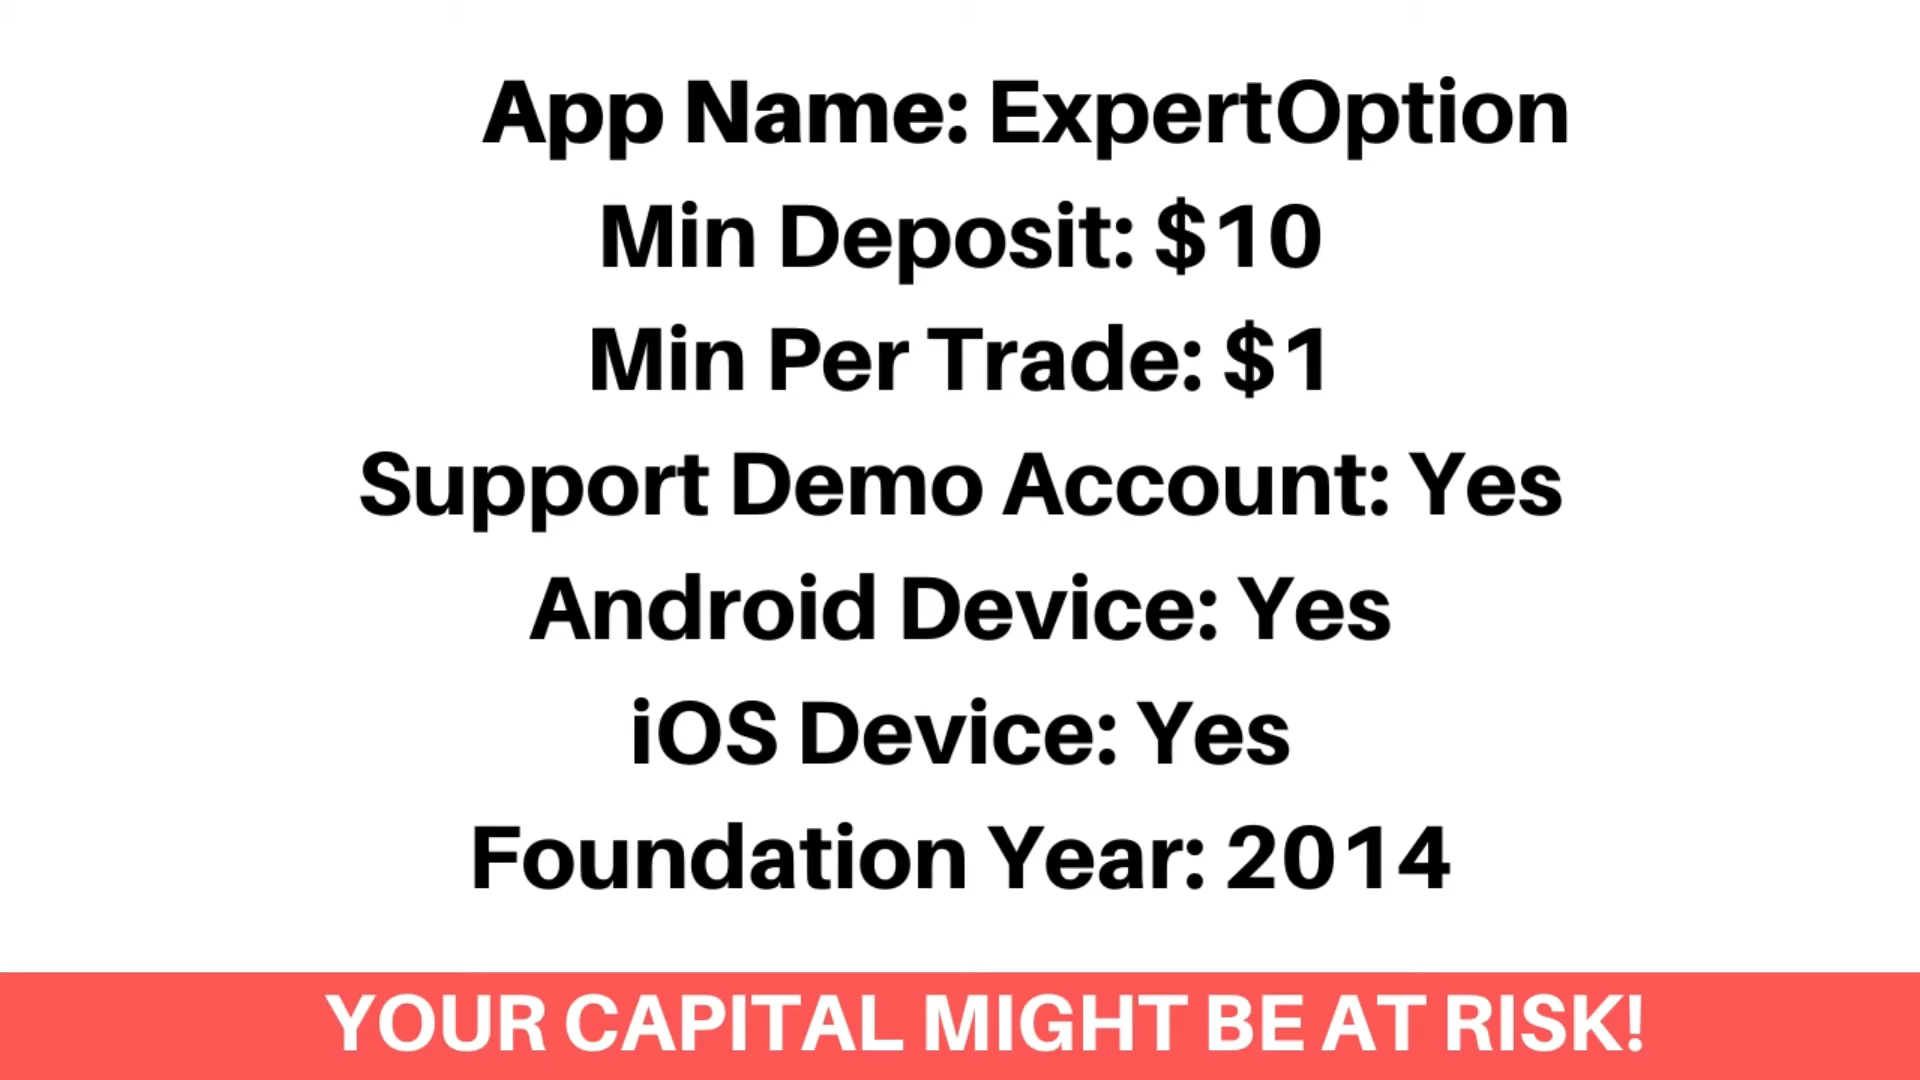 App Name: ExpertOption
Min Deposit: $10
Min Per Trade: $1
Support Demo Account: Yes
Android Device: Yes
iOS Device: Yes
Foundation Year: 2014
YOUR CAPITAL MIGHT BE AT RISK!